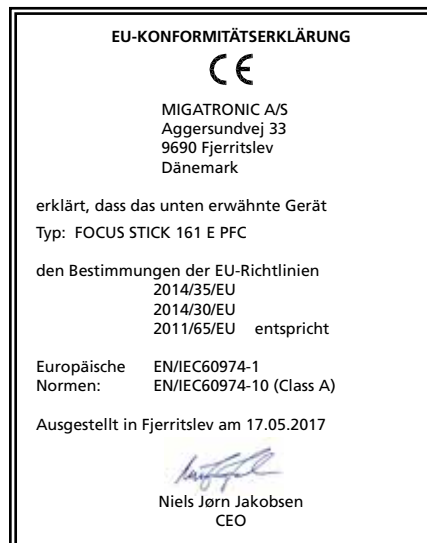 EU-KONFORMITÄTSERKLÄRUNG
CE
MIGATRONIC A/S
Aggersundvej 33
9690 Fjerritslev
Dänemark
erklärt, dass das unten erwähnte Gerät
Typ: FOCUS STICK 161 E PFC
den Bestimmungen der EU-Richtlinien
2014/35/EU
2014/30/EU
2011/65/EU entspricht
Europäische EN/IEC60974-1
Normen: EN/IEC60974-10 (Class A)
Ausgestellt in Fjerritslev am 17.05.2017
Niels Jørn Jakobsen
CEO